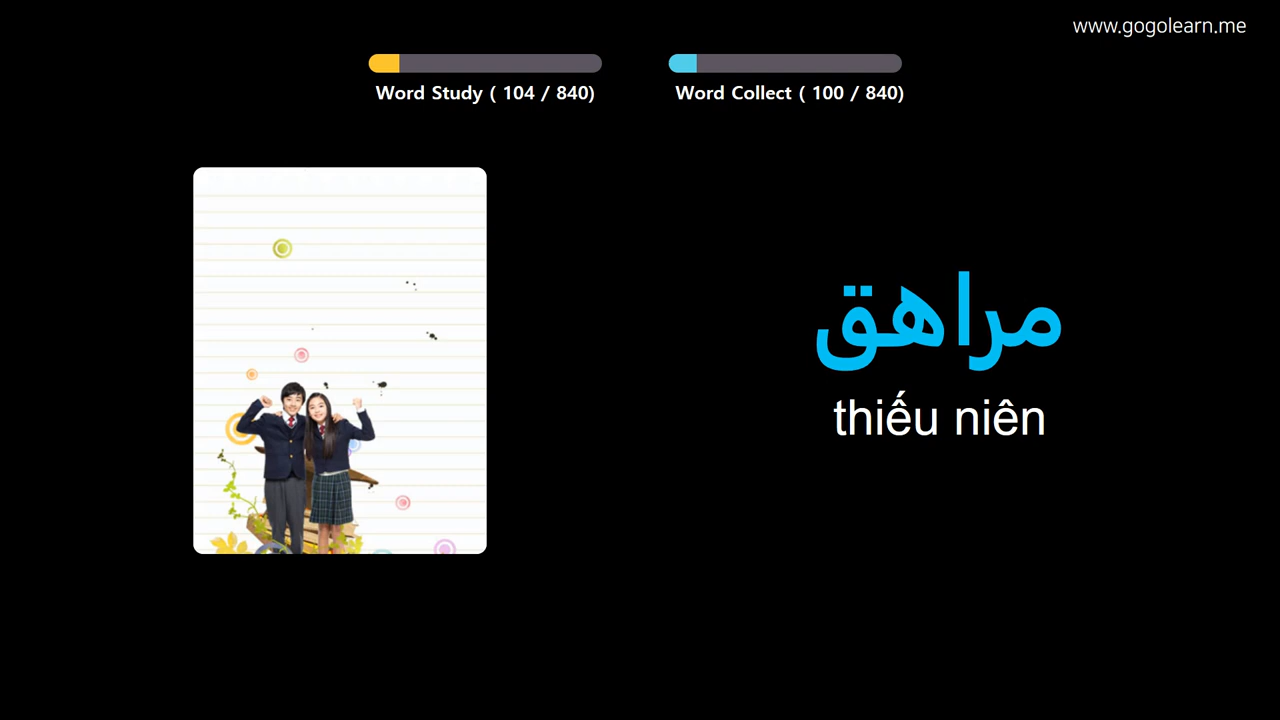 www.gogolearn.me
Word Study ( 104 / 840)
Word Collect ( 100 / 840)
مراهق
thiếu niên